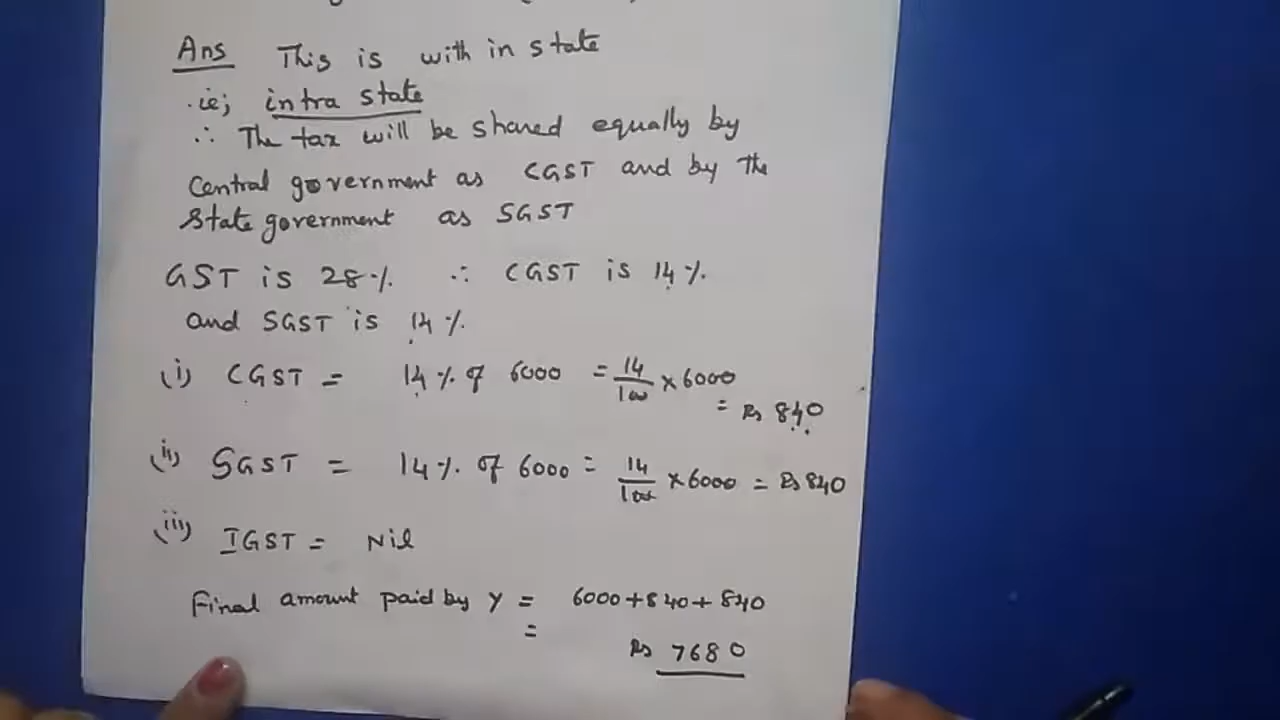 Ans This is with in state
.ie; intra state
∴ The tax will be shared equally by
Central government as CGST and by the
State government as SGST
GST is 28% ∴ CGST is 14%.
and SGST is 14%.
(i) CGST = 14% of 6000 = 14/100 × 6000
= Rs 840
(ii) SGST = 14%. of 6000 = 14/100 × 6000 = Rs 840
(iii) IGST = Nil
Final amount paid by Y = 6000+840+840
= Rs 7680